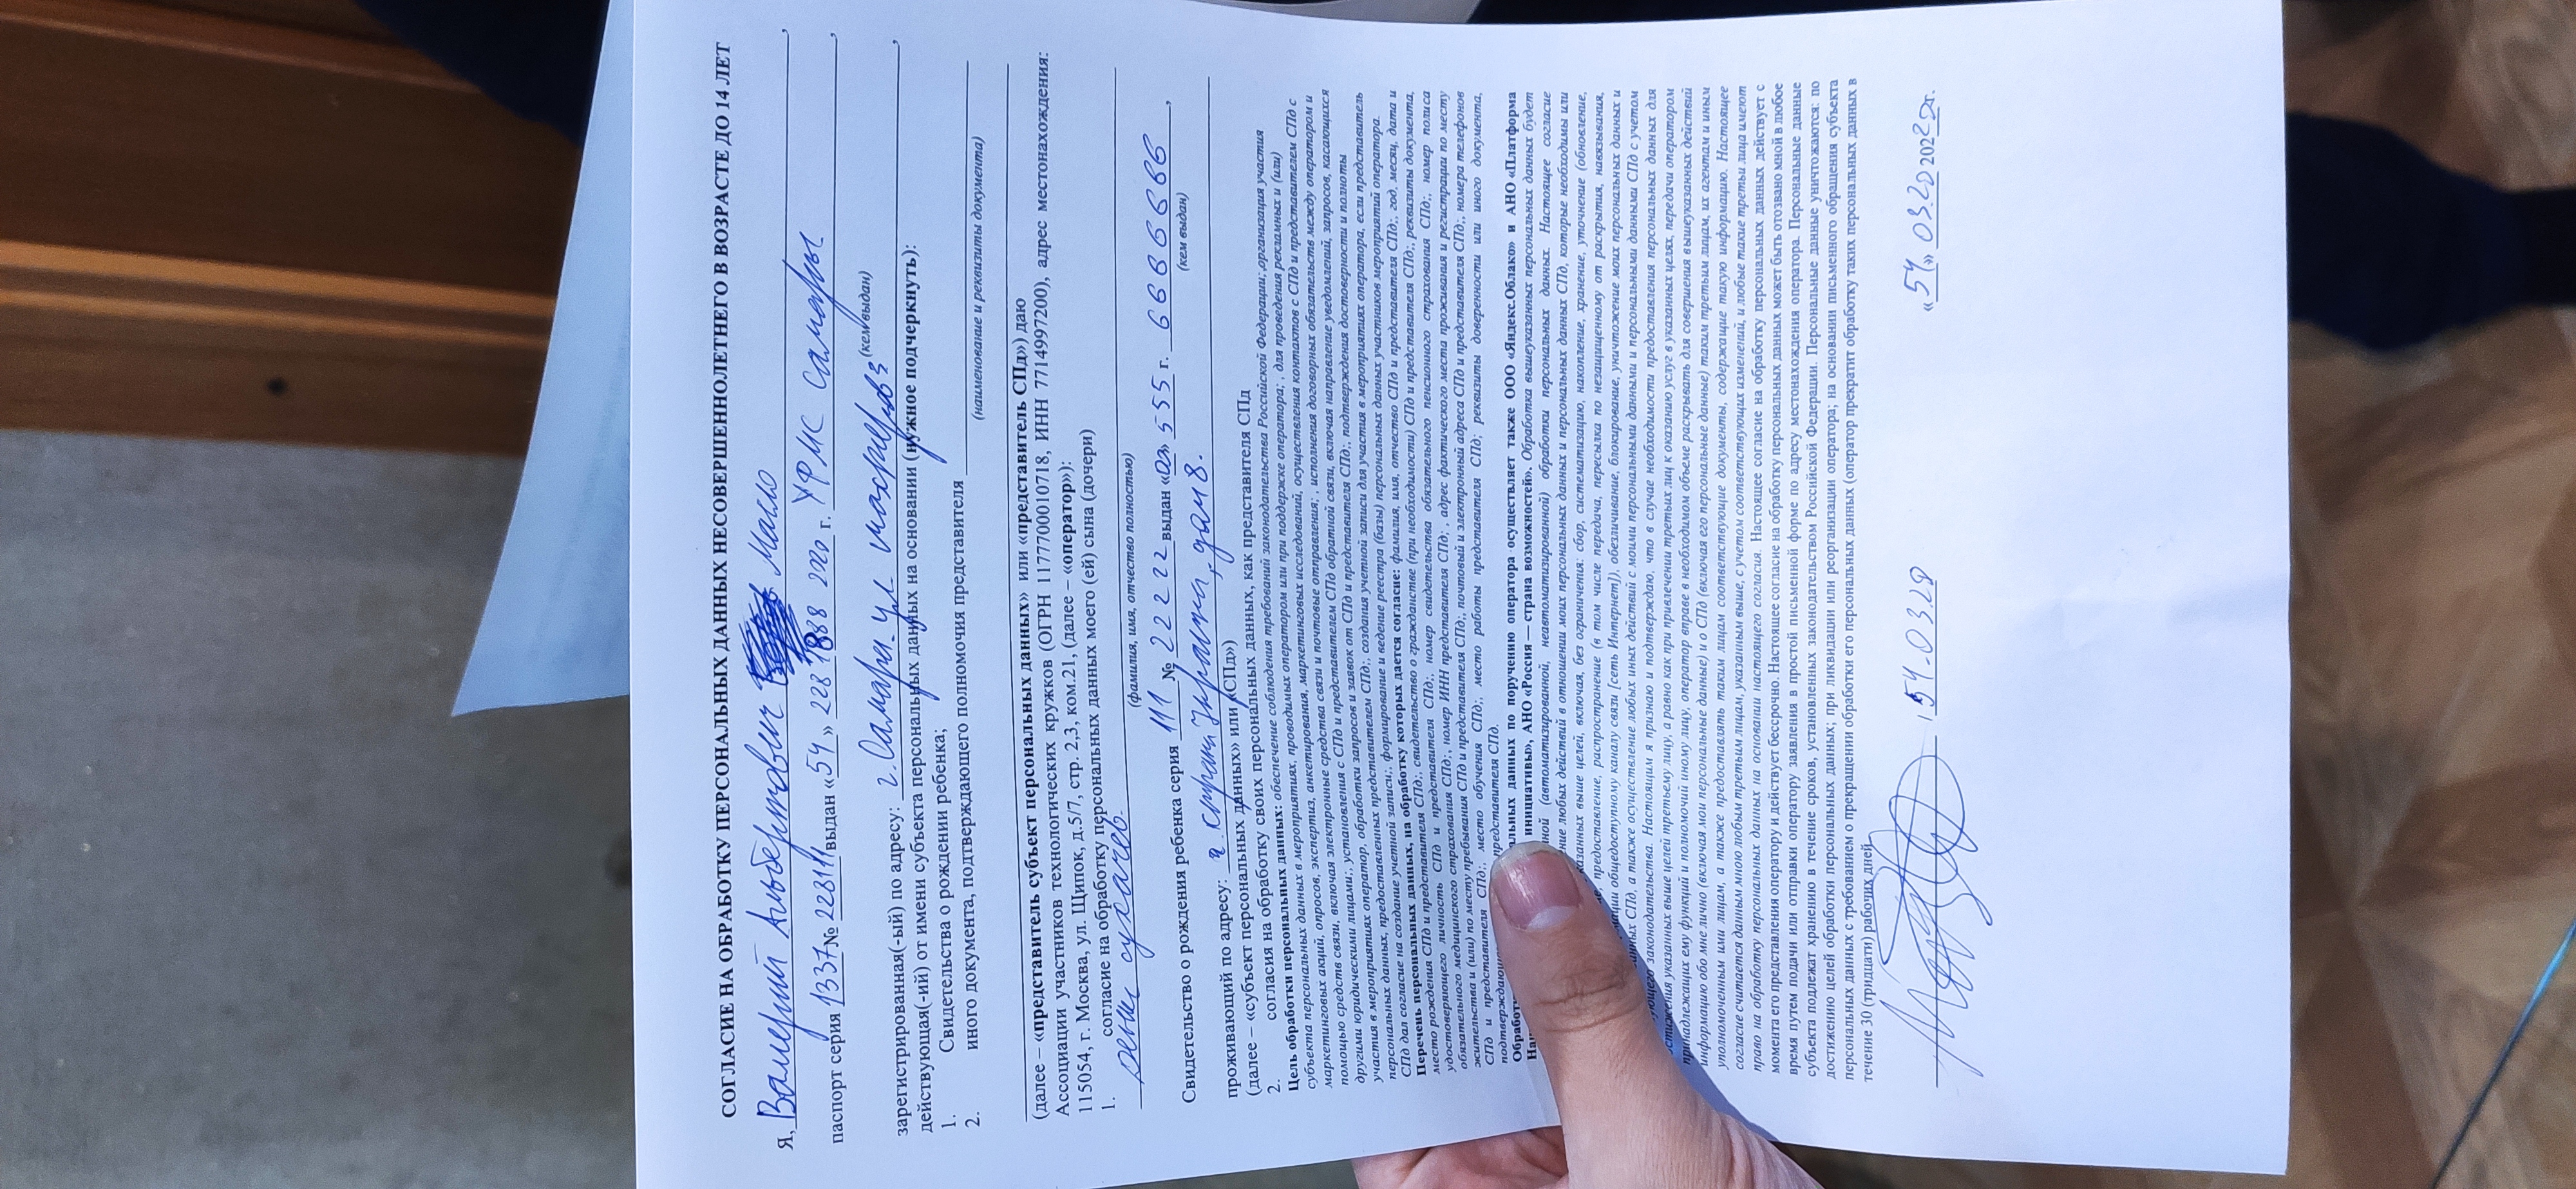 СОГЛАСИЕ НА ОБРАБОТКУ ПЕРСОНАЛЬНЫХ ДАННЫХ НЕСОВЕРШЕННОЛЕТНЕГО В ВОЗРАСТЕ ДО 14 ЛЕТ
Я, Валерий Альбертович Масло,
паспорт серия 1337 № 228111 выдан «54» 228 1888 2020 г. УФМС Самары,
(кем выдан)
зарегистрированная(-ый) по адресу: г. Самара. ул,
действующая(-ий) от имени субъекта персональных данных на основании (нужное подчеркнуть):
1. Свидетельства о рождении ребенка;
2. иного документа, подтверждающего полномочия представителя
(наименование и реквизиты документа)
(далее – «представитель субъект персональных данных» или «представитель СПд») даю
Ассоциации участников технологических кружков (ОГРН 1177700010718, ИНН 7714997200), адрес местонахождения:
115054, г. Москва, ул. Щипок, д.5/7, стр. 2,3, ком.21, (далее – «оператор»):
1. согласие на обработку персональных данных моего (ей) сына (дочери)
сухачев.
(фамилия, имя, отчество полностью)
Свидетельство о рождения ребенка серия 111 № 22222 выдан « » 555 г. 6666666,
(кем выдан)
проживающий по адресу: страна Украина, дом 8.
(далее – «субъект персональных данных» или «СПд»)
2. согласия на обработку своих персональных данных, как представителя СПд
Цель обработки персональных данных: обеспечение соблюдения требований законодательства Российской Федерации; ,организация участия
субъекта персональных данных в мероприятиях, проводимых оператором или при поддержке оператора; , для проведения рекламных и (или)
маркетинговых акций, опросов, экспертиз, анкетирования, маркетинговых исследований, осуществления контактов с СПд и представителем СПд с
помощью средств связи, включая электронные средства связи и почтовые отправления; , исполнения договорных обязательств между оператором и
другими юридическими лицами;, установления с СПд и представителем СПд обратной связи, включая направление уведомлений, запросов, касающихся
участия в мероприятиях оператор, обработки запросов и заявок от СПд и представителя СПд;, подтверждения достоверности и полноты
персональных данных, предоставленных представителем СПд;, создания учетной записи для участия в мероприятиях оператора, если представитель
СПд дал согласие на создание учетной записи;, формирование и ведение реестра (базы) персональных данных участников мероприятий оператора.
Перечень персональных данных, на обработку которых дается согласие: фамилия, имя, отчество СПд и представителя СПд;, год, месяц, дата и
место рождения СПд и представителя СПд;, свидетельство о гражданстве (при необходимости) СПд и представителя СПд;, реквизиты документа,
удостоверяющего личность СПд и представителя СПд;, номер свидетельства обязательного пенсионного страхования СПд;, номер полиса
обязательного медицинского страхования СПд;, номер ИНН представителя СПд; , адрес фактического места проживания и регистрации по месту
жительства и (или) по месту пребывания СПд и представителя СПд;, почтовый и электронный адреса СПд и представителя СПд;, номера телефонов
СПд и представителя СПд;, место обучения СПд;, место работы представителя СПд; реквизиты доверенности или иного документа,
представителя СПд.
данных по поручению оператора осуществляет также ООО «Яндекс.Облако» и АНО «Платформа
инициативы», АНО «Россия — страна возможностей». Обработка вышеуказанных персональных данных будет
(автоматизированной, неавтоматизированной) обработки персональных данных. Настоящее согласие
любых действий в отношении моих персональных данных и персональных данных СПд, которые необходимы или
выше целей, включая, без ограничения: сбор, систематизацию, накопление, хранение, уточнение (обновление,
предоставление, распространение (в том числе передача, пересылка по незащищенному от раскрытия, навязывания,
общедоступному каналу связи [сеть Интернет]), обезличивание, блокирование, уничтожение моих персональных данных и
СПд, а также осуществление любых иных действий с моими персональными данными и персональными данными СПд с учетом
законодательства. Настоящим я признаю и подтверждаю, что в случае необходимости предоставления персональных данных для
достижения указанных выше целей третьему лицу, а равно как при привлечении третьих лиц к оказанию услуг в указанных целях, передачи оператором
принадлежащих ему функций и полномочий иному лицу, оператор вправе в необходимом объеме раскрывать для совершения вышеуказанных действий
информацию обо мне лично (включая мои персональные данные) и о СПд (включая его персональные данные) таким третьим лицам, их агентам и иным
уполномоченным ими лицам, а также предоставлять таким лицам соответствующие документы, содержащие такую информацию. Настоящее
согласие считается данным мною любым третьим лицам, указанным выше, с учетом соответствующих изменений, и любые такие третьи лица имеют
право на обработку персональных данных на основании настоящего согласия. Настоящее согласие на обработку персональных данных действует с
момента его представления оператору и действует бессрочно. Настоящее согласие на обработку персональных данных может быть отозвано мной в любое
время путем подачи или отправки оператору заявления в простой письменной форме по адресу местонахождения оператора. Персональные данные
субъекта подлежат хранению в течение сроков, установленных законодательством Российской Федерации. Персональные данные уничтожаются: по
достижению целей обработки персональных данных; при ликвидации или реорганизации оператора; на основании письменного обращения субъекта
персональных данных с требованием о прекращении обработки его персональных данных (оператор прекратит обработку таких персональных данных в
течение 30 (тридцати) рабочих дней.
/ 54.03.20 «54» 03.20 2022г.